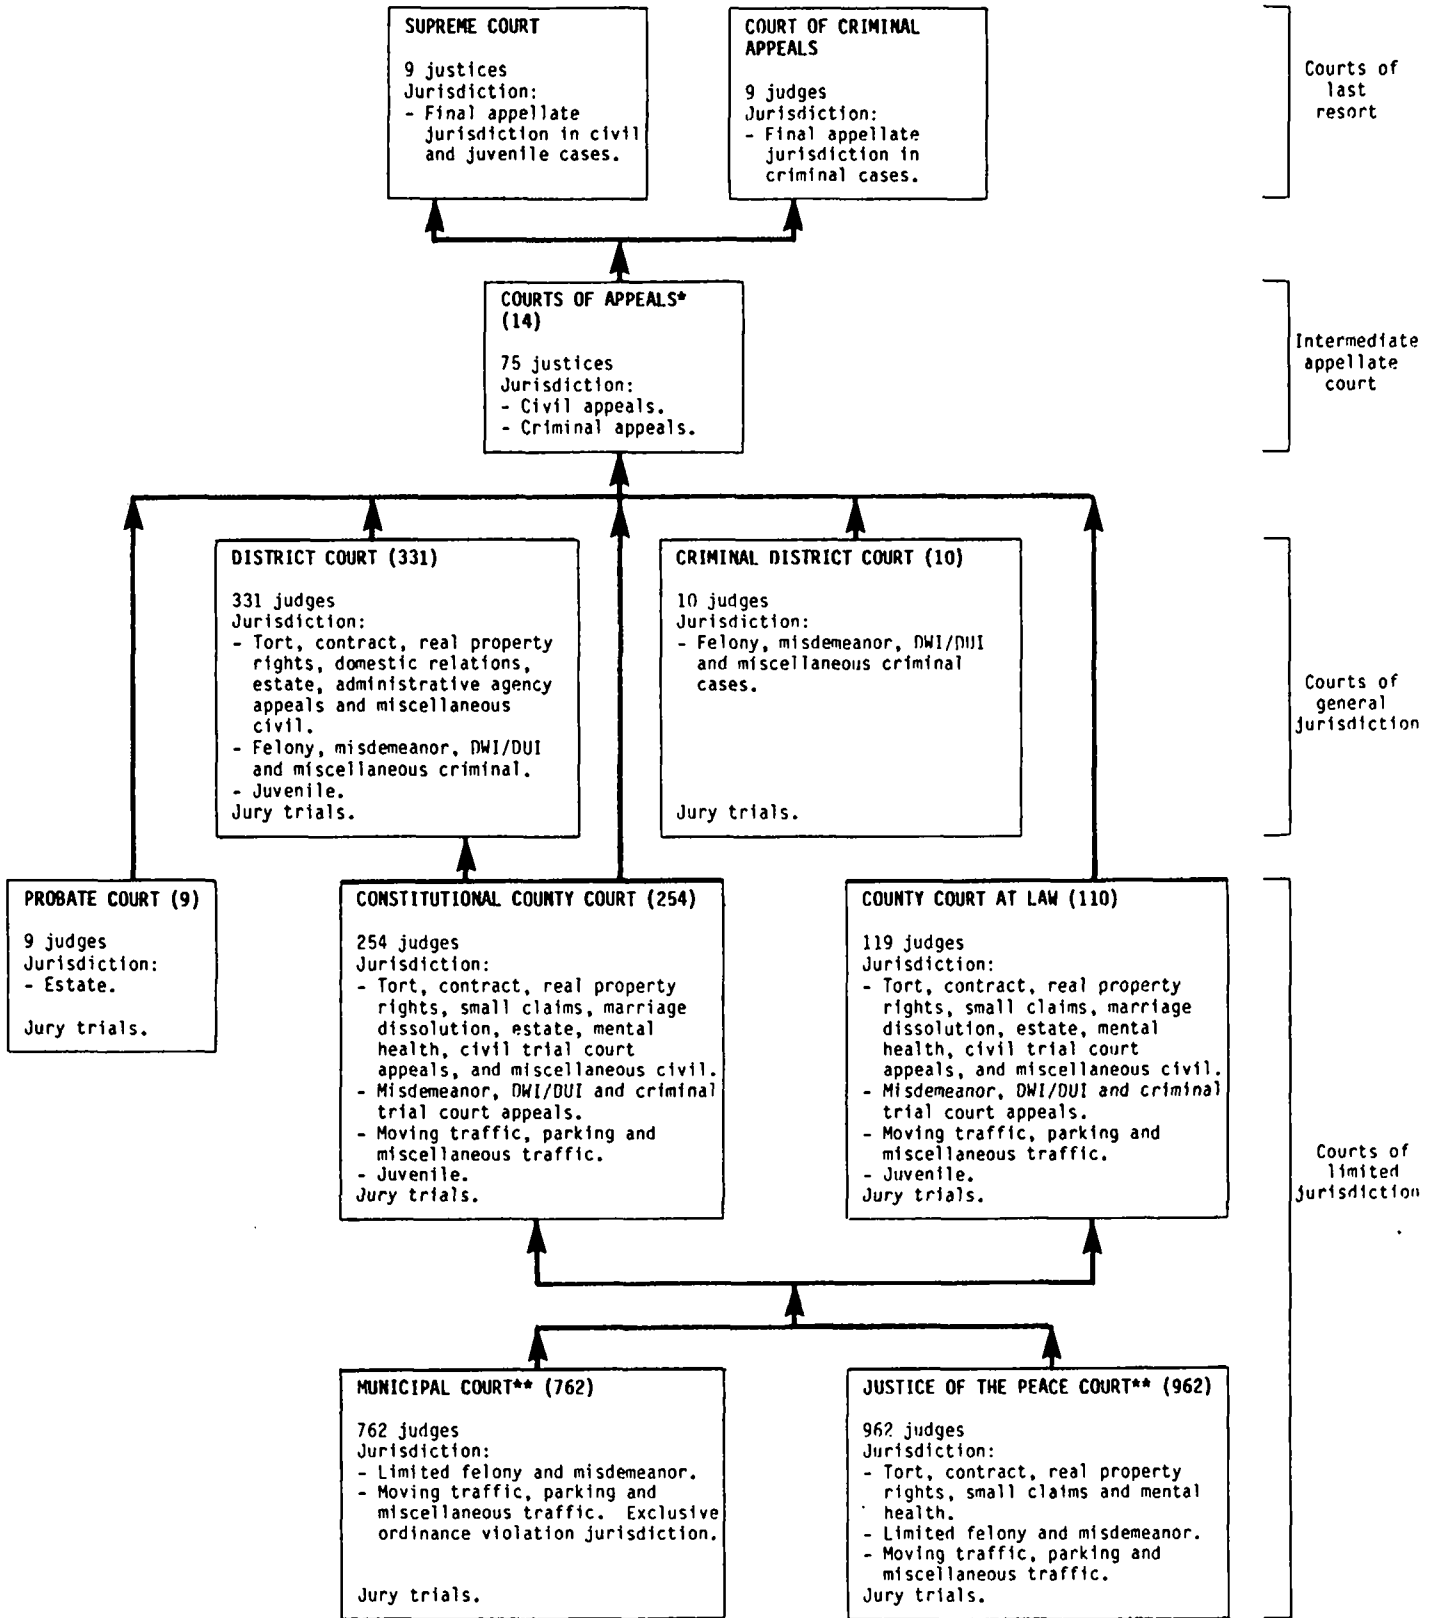 SUPREME COURT
9 justices
Jurisdiction:
- Final appellate
jurisdiction in civil
and juvenile cases.
COURT OF CRIMINAL
APPEALS
9 judges
Jurisdiction:
- Final appellate
jurisdiction in
criminal cases.
Courts of
last
resort
COURTS OF APPEALS*
(14)
75 justices
Jurisdiction:
- Civil appeals.
- Criminal appeals.
Intermediate
appellate
court
DISTRICT COURT (331)
331 judges
Jurisdiction:
- Tort, contract, real property
rights, domestic relations,
estate, administrative agency
appeals and miscellaneous
civil.
- Felony, misdemeanor, DWI/DUI
and miscellaneous criminal.
- Juvenile.
Jury trials.
CRIMINAL DISTRICT COURT (10)
10 judges
Jurisdiction:
- Felony, misdemeanor, DWI/DUI
and miscellaneous criminal
cases.
Jury trials.
Courts of
general
jurisdiction
PROBATE COURT (9)
9 judges
Jurisdiction:
- Estate.
Jury trials.
CONSTITUTIONAL COUNTY COURT (254)
254 judges
Jurisdiction:
- Tort, contract, real property
rights, small claims, marriage
dissolution, estate, mental
health, civil trial court
appeals, and miscellaneous civil.
- Misdemeanor, DWI/DUI and criminal
trial court appeals.
- Moving traffic, parking and
miscellaneous traffic.
- Juvenile.
Jury trials.
COUNTY COURT AT LAW (110)
119 judges
Jurisdiction:
- Tort, contract, real property
rights, small claims, marriage
dissolution, estate, mental
health, civil trial court
appeals, and miscellaneous civil.
- Misdemeanor, DWI/DUI and criminal
trial court appeals.
- Moving traffic, parking and
miscellaneous traffic.
- Juvenile.
Jury trials.
Courts of
limited
jurisdiction
MUNICIPAL COURT** (762)
762 judges
Jurisdiction:
- Limited felony and misdemeanor.
- Moving traffic, parking and
miscellaneous traffic. Exclusive
ordinance violation jurisdiction.
Jury trials.
JUSTICE OF THE PEACE COURT** (962)
962 judges
Jurisdiction:
- Tort, contract, real property
rights, small claims and mental
health.
- Limited felony and misdemeanor.
- Moving traffic, parking and
miscellaneous traffic.
Jury trials.